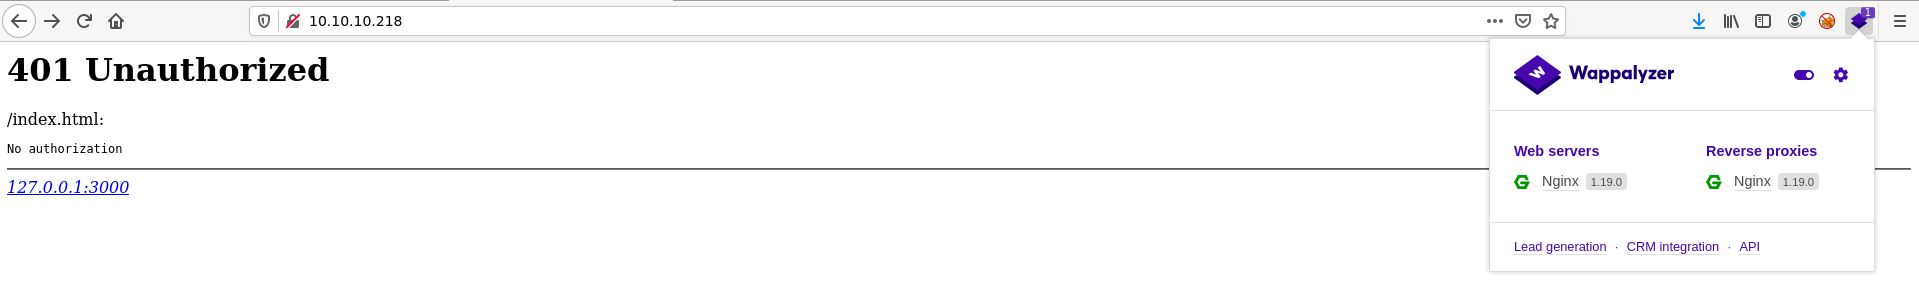 10.10.10.218
1
401 Unauthorized
/index.html:
No authorization
127.0.0.1:3000
W Wappalyzer
Web servers Reverse proxies
Nginx 1.19.0 Nginx 1.19.0
Lead generation · CRM integration · API